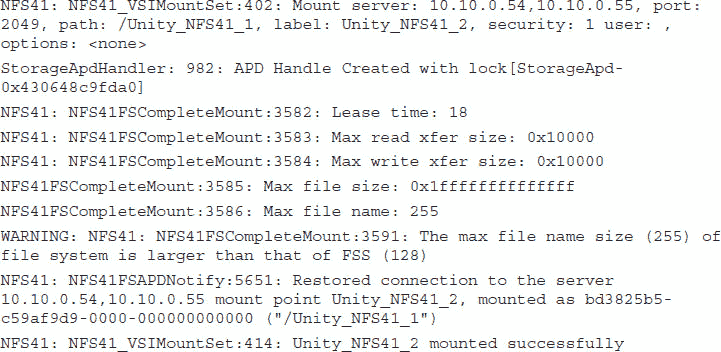 NFS41: NFS41_VSIMountSet:402: Mount server: 10.10.0.54,10.10.0.55, port:
2049, path: /Unity_NFS41_1, label: Unity_NFS41_2, security: 1 user: ,
options: <none>
StorageApdHandler: 982: APD Handle Created with lock[StorageApd-
0x430648c9fda0]
NFS41: NFS41FSCompleteMount:3582: Lease time: 18
NFS41: NFS41FSCompleteMount:3583: Max read xfer size: 0x10000
NFS41: NFS41FSCompleteMount:3584: Max write xfer size: 0x10000
NFS41FSCompleteMount:3585: Max file size: 0x1ffffffffffffff
NFS41FSCompleteMount:3586: Max file name: 255
WARNING: NFS41: NFS41FSCompleteMount:3591: The max file name size (255) of
file system is larger than that of FSS (128)
NFS41: NFS41FSAPDNotify:5651: Restored connection to the server
10.10.0.54,10.10.0.55 mount point Unity_NFS41_2, mounted as bd3825b5-
c59af9d9-0000-000000000000 ("/Unity_NFS41_1")
NFS41: NFS41_VSIMountSet:414: Unity_NFS41_2 mounted successfully